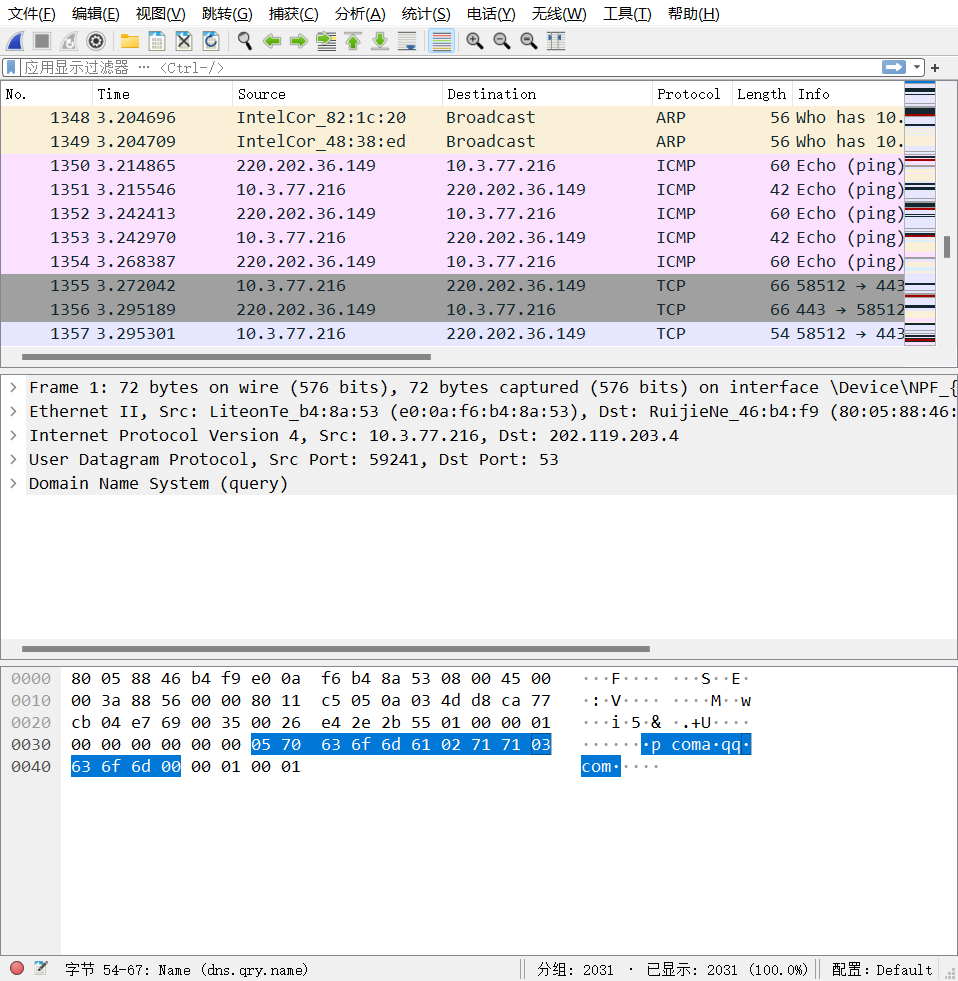 文件(F) 编辑(E) 视图(V) 跳转(G) 捕获(C) 分析(A) 统计(S) 电话(Y) 无线(W) 工具(T) 帮助(H)
应用显示过滤器 … <Ctrl-/>
+
No. Time Source Destination Protocol Length Info
1348 3.204696 IntelCor_82:1c:20 Broadcast ARP 56 Who has 10.
1349 3.204709 IntelCor_48:38:ed Broadcast ARP 56 Who has 10.
1350 3.214865 220.202.36.149 10.3.77.216 ICMP 60 Echo (ping)
1351 3.215546 10.3.77.216 220.202.36.149 ICMP 42 Echo (ping)
1352 3.242413 220.202.36.149 10.3.77.216 ICMP 60 Echo (ping)
1353 3.242970 10.3.77.216 220.202.36.149 ICMP 42 Echo (ping)
1354 3.268387 220.202.36.149 10.3.77.216 ICMP 60 Echo (ping)
1355 3.272042 10.3.77.216 220.202.36.149 TCP 66 58512 → 443
1356 3.295189 220.202.36.149 10.3.77.216 TCP 66 443 → 58512
1357 3.295301 10.3.77.216 220.202.36.149 TCP 54 58512 → 443
Frame 1: 72 bytes on wire (576 bits), 72 bytes captured (576 bits) on interface \Device\NPF_{
Ethernet II, Src: LiteonTe_b4:8a:53 (e0:0a:f6:b4:8a:53), Dst: RuijieNe_46:b4:f9 (80:05:88:46:
Internet Protocol Version 4, Src: 10.3.77.216, Dst: 202.119.203.4
User Datagram Protocol, Src Port: 59241, Dst Port: 53
Domain Name System (query)
0000 80 05 88 46 b4 f9 e0 0a f6 b4 8a 53 08 00 45 00 ···F···· ···S··E·
0010 00 3a 88 56 00 00 80 11 c5 05 0a 03 4d d8 ca 77 ·:·V···· ····M··w
0020 cb 04 e7 69 00 35 00 26 e4 2e 2b 55 01 00 00 01 ···i·5·& ·.+U····
0030 00 00 00 00 00 00 05 70 63 6f 6d 61 02 71 71 03 ·······p coma·qq·
0040 63 6f 6d 00 00 01 00 01 com·····
字节 54-67: Name (dns.qry.name) 分组: 2031 · 已显示: 2031 (100.0%) 配置: Default